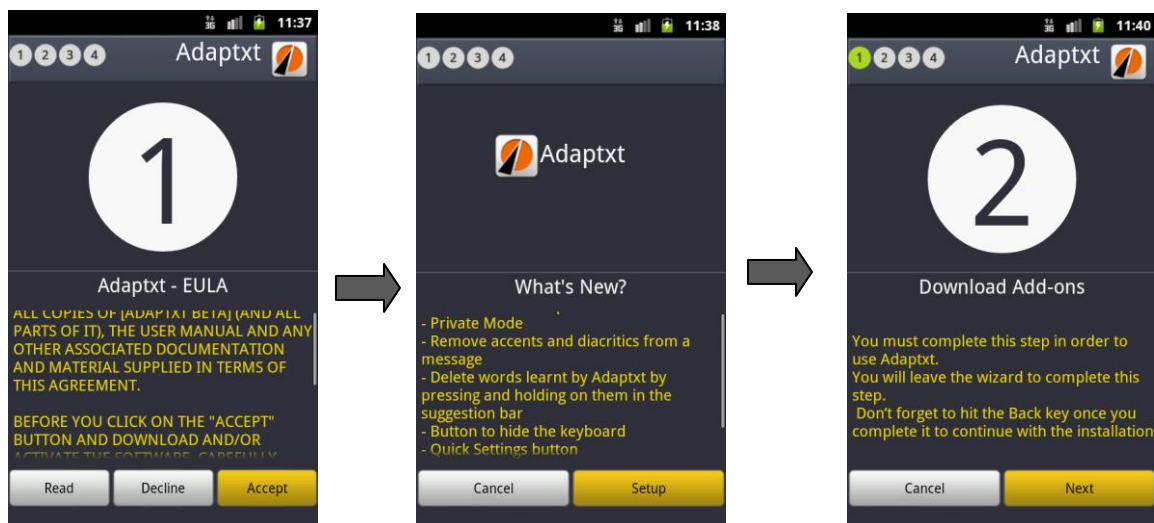 3G 11:37
1 2 3 4 Adaptxt
1
Adaptxt - EULA
ALL COPIES OF [ADAPTXT BETA] (AND ALL
PARTS OF IT), THE USER MANUAL AND ANY
OTHER ASSOCIATED DOCUMENTATION
AND MATERIAL SUPPLIED IN TERMS OF
THIS AGREEMENT.
BEFORE YOU CLICK ON THE "ACCEPT"
BUTTON AND DOWNLOAD AND/OR
ACTIVATE THE SOFTWARE, CAREFULLY
Read Decline Accept
3G 11:38
1 2 3 4
Adaptxt
What's New?
- Private Mode
- Remove accents and diacritics from a
message
- Delete words learnt by Adaptxt by
pressing and holding on them in the
suggestion bar
- Button to hide the keyboard
- Quick Settings button
Cancel Setup
3G 11:40
1 2 3 4 Adaptxt
2
Download Add-ons
You must complete this step in order to
use Adaptxt.
You will leave the wizard to complete this
step.
Don't forget to hit the Back key once you
complete it to continue with the installation
Cancel Next